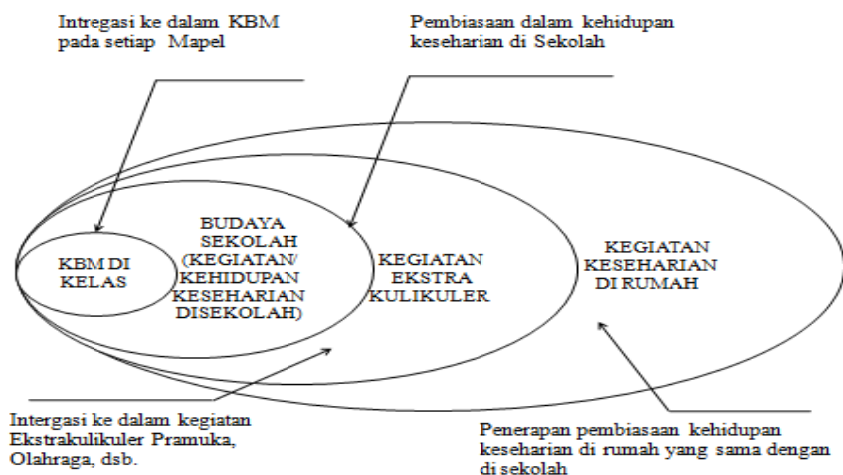 Intregasi ke dalam KBM
pada setiap Mapel
Pembiasaan dalam kehidupan
keseharian di Sekolah
KBM DI
KELAS
BUDAYA
SEKOLAH
(KEGIATAN/
KEHIDUPAN
KESEHARIAN
DISEKOLAH)
KEGIATAN
EKSTRA
KULIKULER
KEGIATAN
KESEHARIAN
DI RUMAH
Intergasi ke dalam kegiatan
Ekstrakulikuler Pramuka,
Olahraga, dsb.
Penerapan pembiasaan kehidupan
keseharian di rumah yang sama dengan
di sekolah